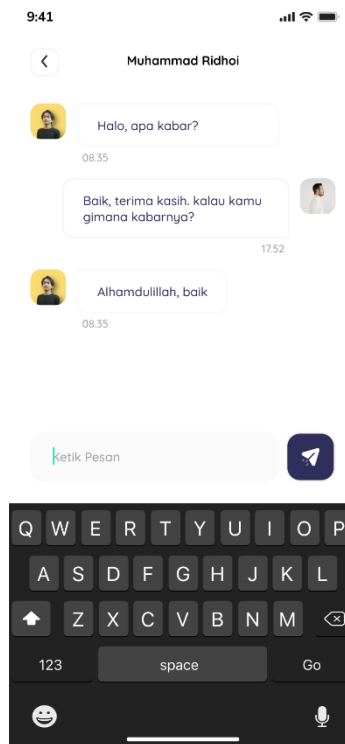 9:41
Muhammad Ridhoi
Halo, apa kabar?
08.35
Baik, terima kasih. kalau kamu
gimana kabarnya?
17.52
Alhamdulillah, baik
08.35
Ketik Pesan
Q W E R T Y U I O P
A S D F G H J K L
Z X C V B N M
123 space Go